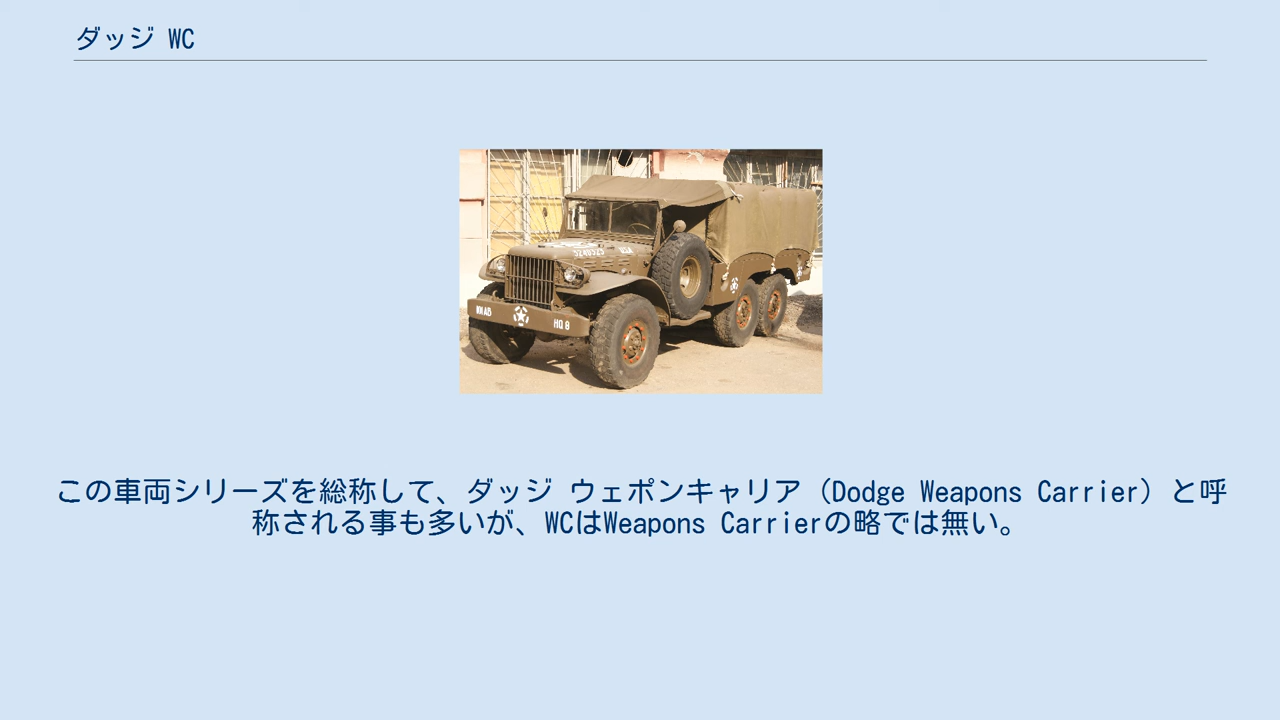 ダッジ WC
USA
HQ 8
この車両シリーズを総称して、ダッジ ウェポンキャリア（Dodge Weapons Carrier）と呼
称される事も多いが、WCはWeapons Carrierの略では無い。